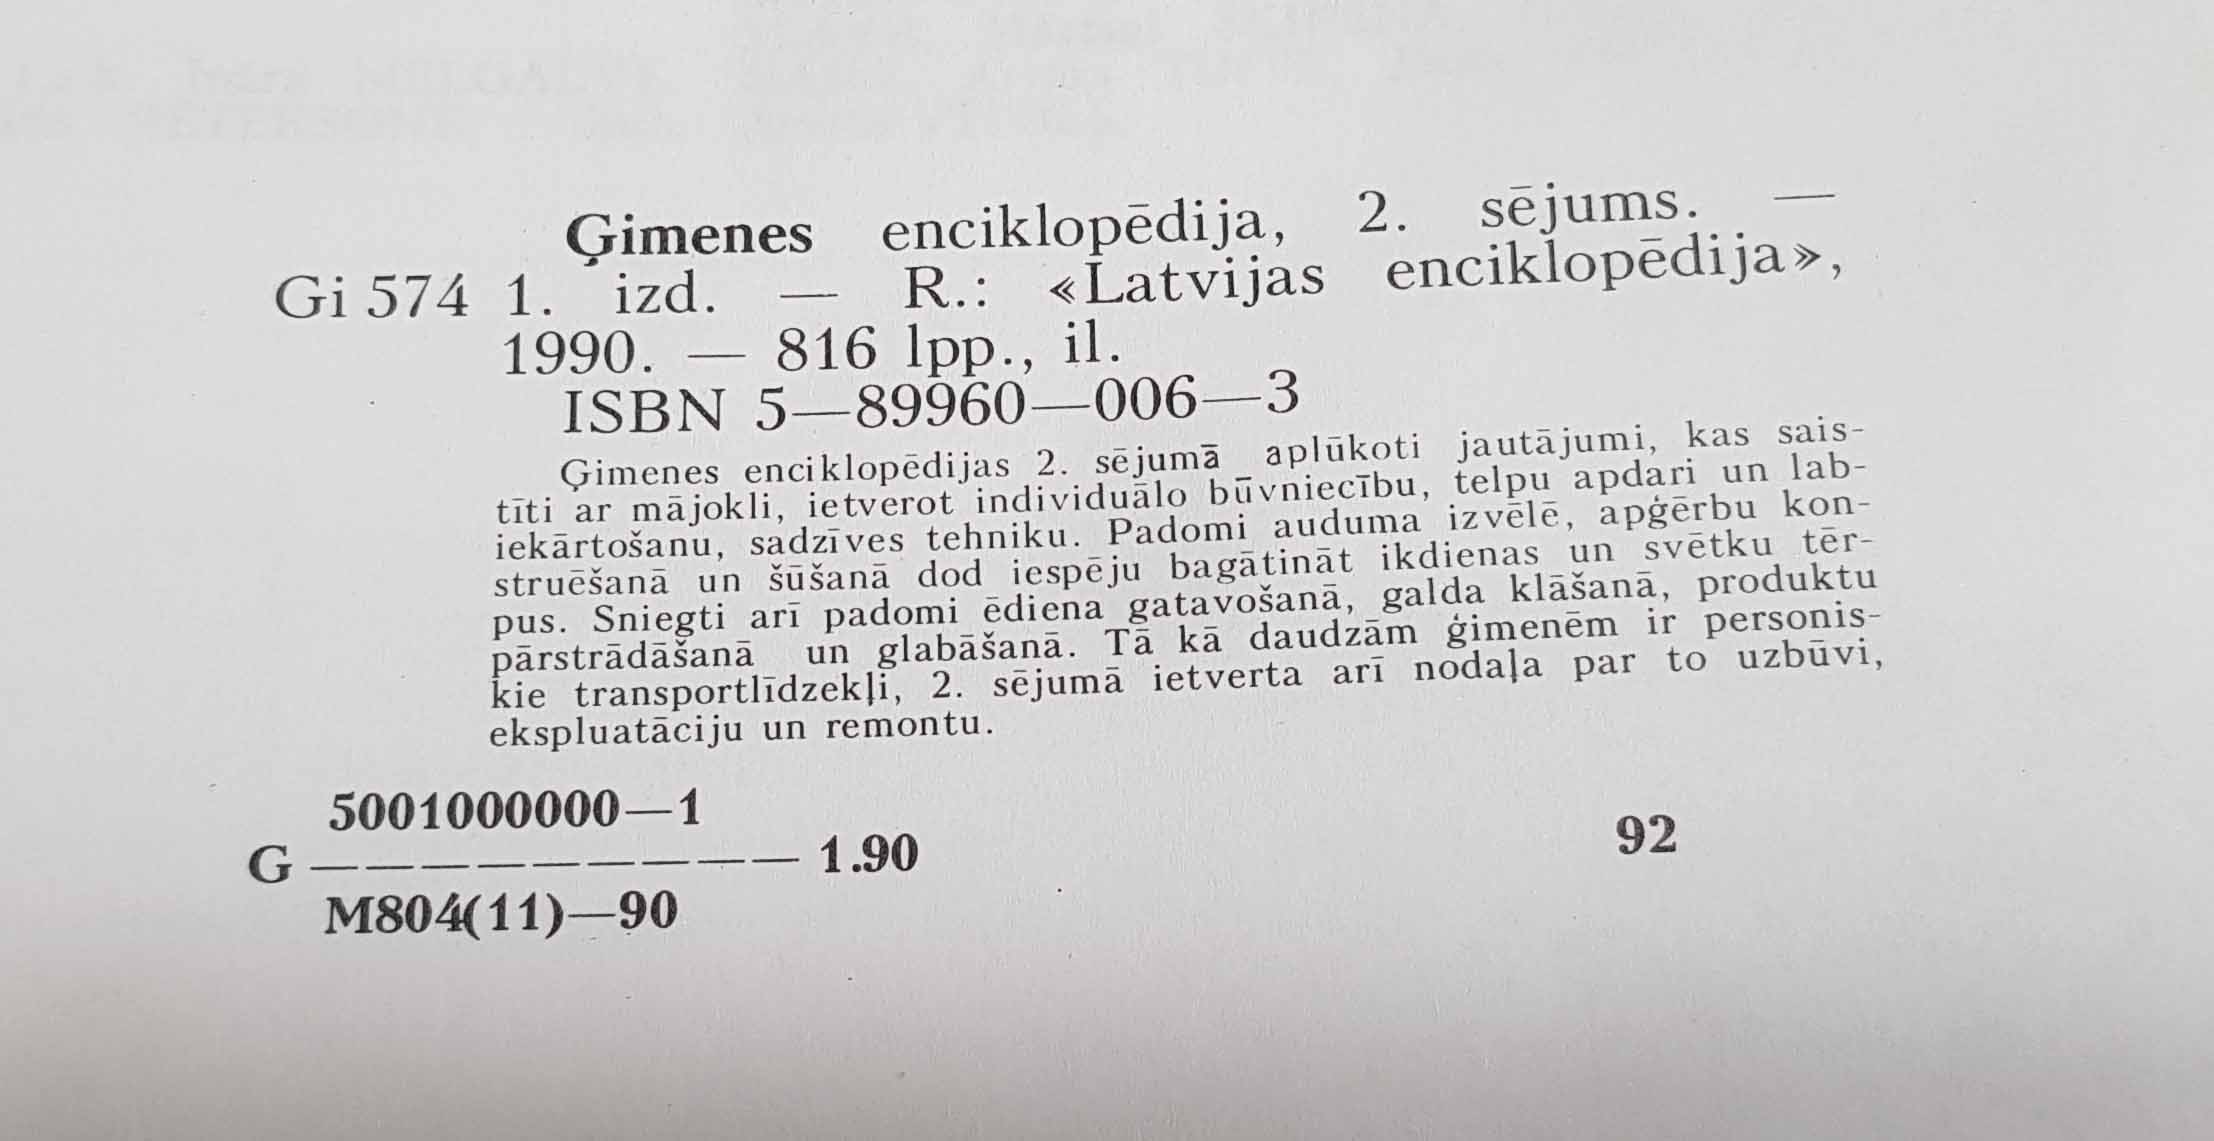 Ģimenes enciklopēdija, 2. sējums. —
Gi 574 1. izd. — R.: «Latvijas enciklopēdija»,
1990. — 816 lpp., il.
ISBN 5—89960—006—3
Ģimenes enciklopēdijas 2. sējumā aplūkoti jautājumi, kas sais-
tīti ar mājokli, ietverot individuālo būvniecību, telpu apdari un lab-
iekārtošanu, sadzīves tehniku. Padomi auduma izvēlē, apģērbu kon-
struēšanā un šūšanā dod iespēju bagātināt ikdienas un svētku tēr-
pus. Sniegti arī padomi ēdiena gatavošanā, galda klāšanā, produktu
pārstrādāšanā un glabāšanā. Tā kā daudzām ģimenēm ir personis-
kie transportlīdzekļi, 2. sējumā ietverta arī nodaļa par to uzbūvi,
ekspluatāciju un remontu.
5001000000—1
G ————————— 1.90
M804(11)—90
92